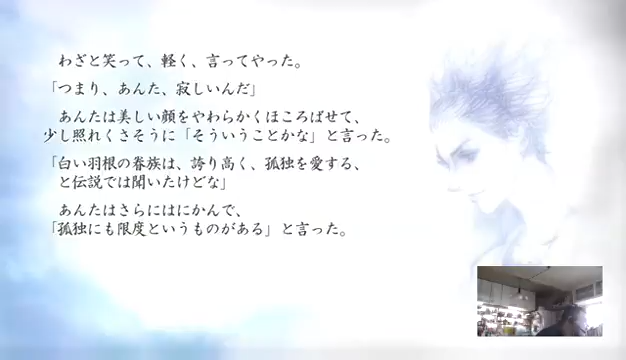 わざと笑って、軽く、言ってやった。
「つまり、あんた、寂しいんだ」
あんたは美しい顔をやわらかくほころばせて、
少し照れくさそうに「そういうことかな」と言った。
「白い羽根の眷族は、誇り高く、孤独を愛する、
と伝説では聞いたけどな」
あんたはさらにはにかんで、
「孤独にも限度というものがある」と言った。